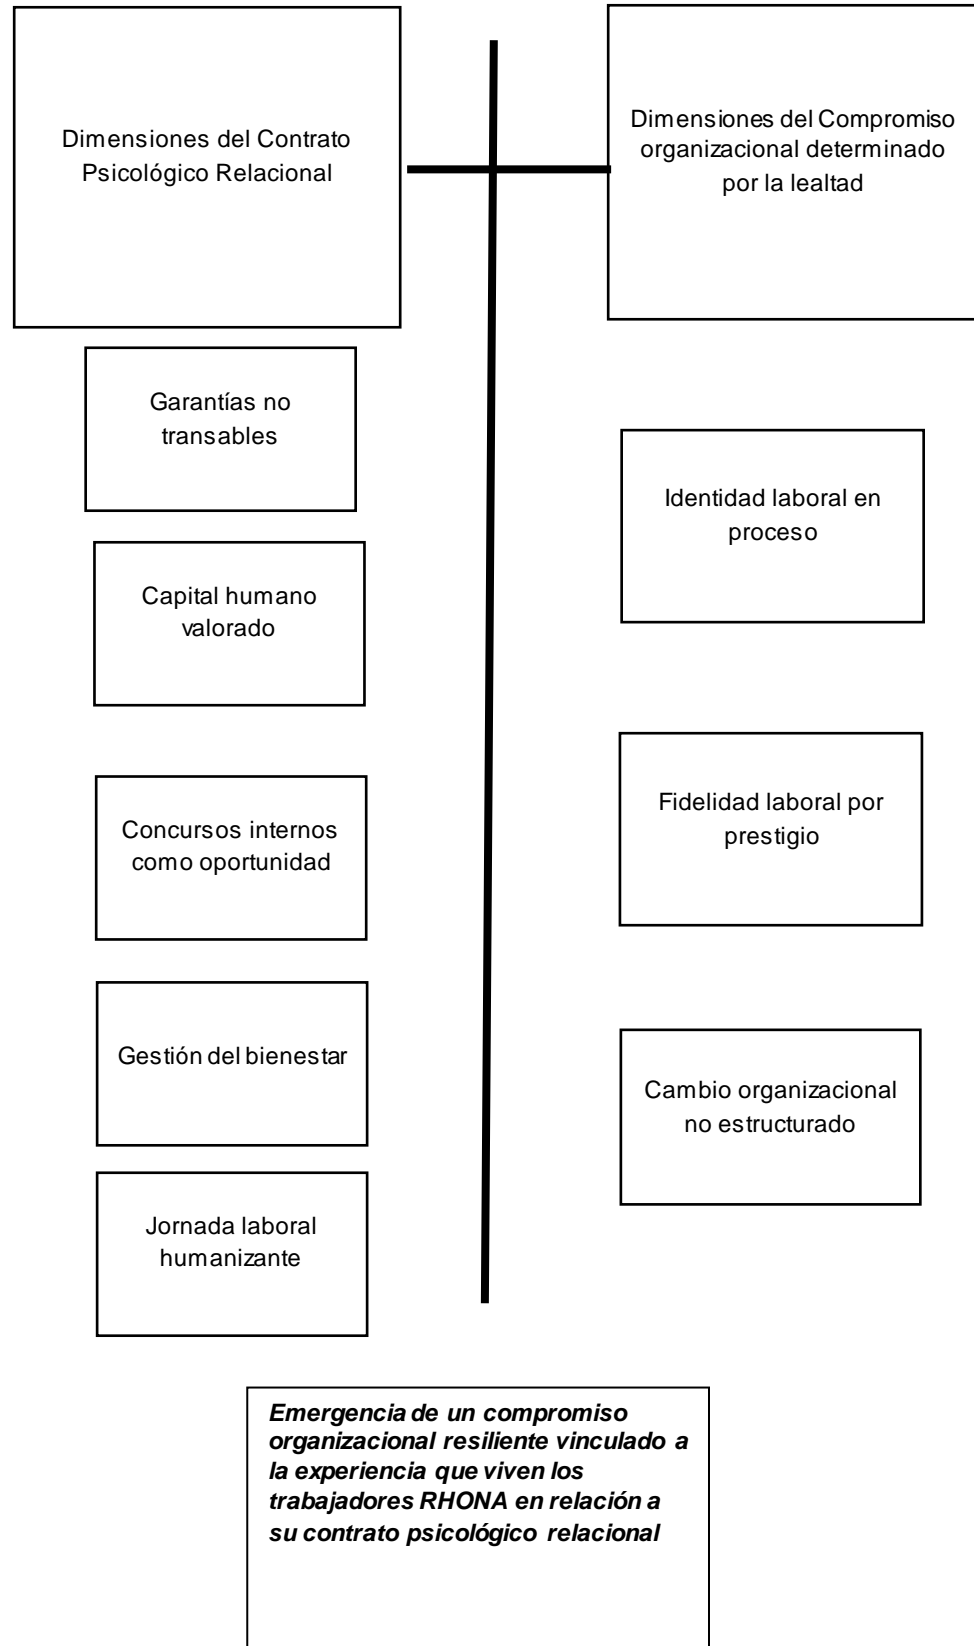 Dimensiones del Contrato
Psicológico Relacional
Dimensiones del Compromiso
organizacional determinado
por la lealtad
Garantías no
transables
Capital humano
valorado
Concursos internos
como oportunidad
Gestión del bienestar
Jornada laboral
humanizante
Identidad laboral en
proceso
Fidelidad laboral por
prestigio
Cambio organizacional
no estructurado
Emergencia de un compromiso
organizacional resiliente vinculado a
la experiencia que viven los
trabajadores RHONA en relación a
su contrato psicológico relacional